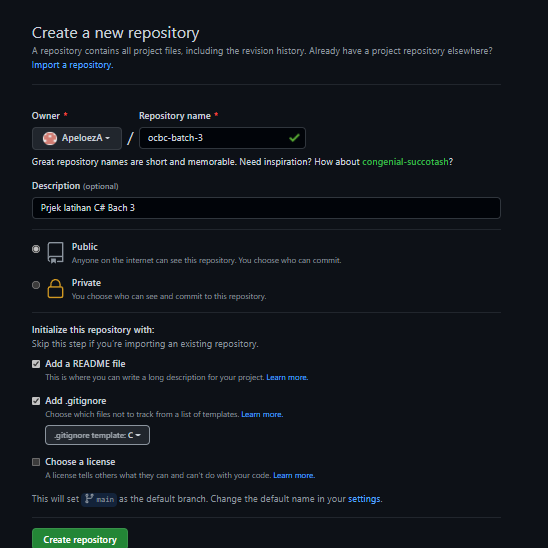 Create a new repository
A repository contains all project files, including the revision history. Already have a project repository elsewhere?
Import a repository.
Owner *
Repository name *
ApeloezA
/
ocbc-batch-3
Great repository names are short and memorable. Need inspiration? How about congenial-succotash?
Description (optional)
Prjek latihan C# Bach 3
Public
Anyone on the internet can see this repository. You choose who can commit.
Private
You choose who can see and commit to this repository.
Initialize this repository with:
Skip this step if you're importing an existing repository.
Add a README file
This is where you can write a long description for your project. Learn more.
Add .gitignore
Choose which files not to track from a list of templates. Learn more.
.gitignore template: C
Choose a license
A license tells others what they can and can't do with your code. Learn more.
This will set main as the default branch. Change the default name in your settings.
Create repository